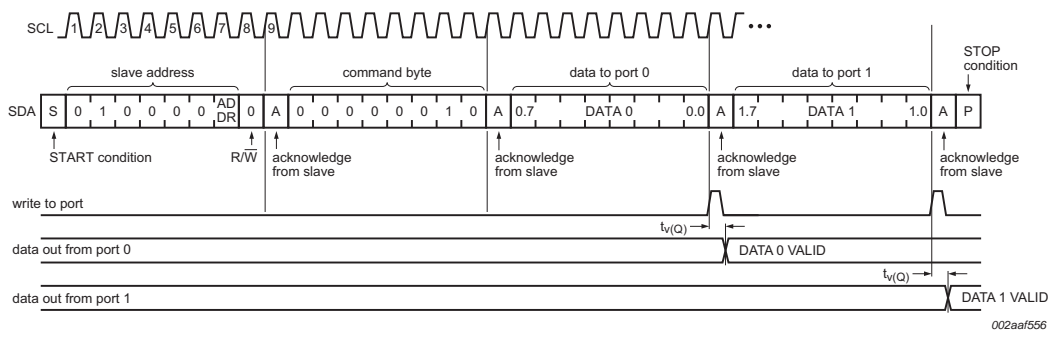 SCL 1 2 3 4 5 6 7 8 9
STOP
condition
slave address command byte data to port 0 data to port 1
SDA S 0 1 0 0 0 0 AD DR 0 A 0 0 0 0 0 0 1 0 A 0.7 DATA 0 0.0 A 1.7 DATA 1 1.0 A P
START condition R/W acknowledge from slave acknowledge from slave acknowledge from slave acknowledge from slave
write to port
tv(Q)
data out from port 0 DATA 0 VALID
tv(Q)
data out from port 1 DATA 1 VALID
002aaf556